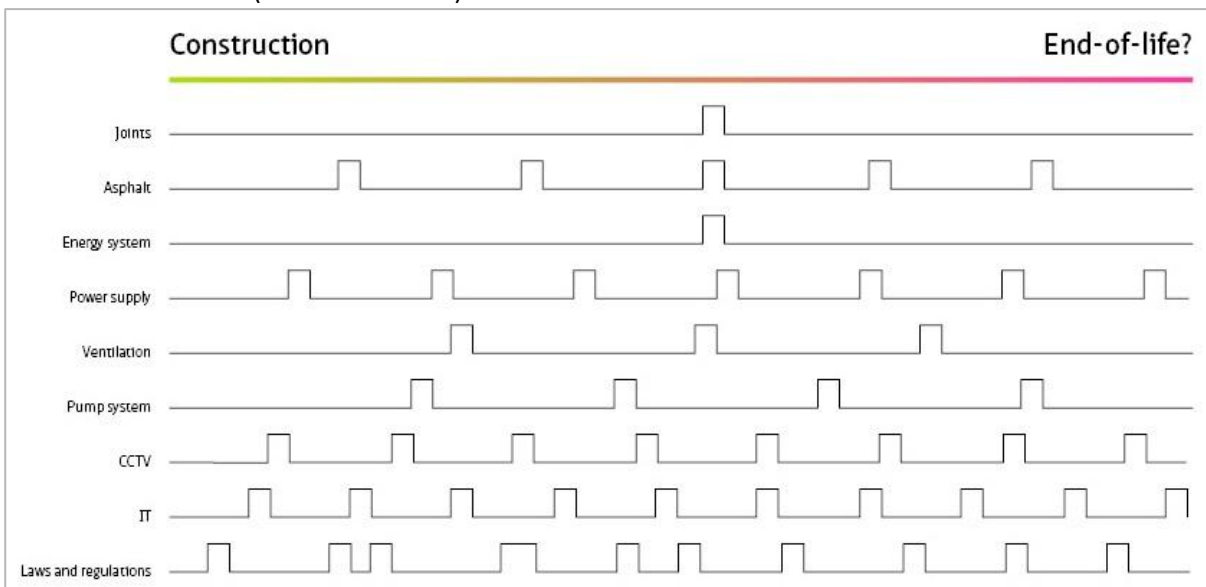 Construction End-of-life?
Joints
Asphalt
Energy system
Power supply
Ventilation
Pump system
CCTV
IT
Laws and regulations